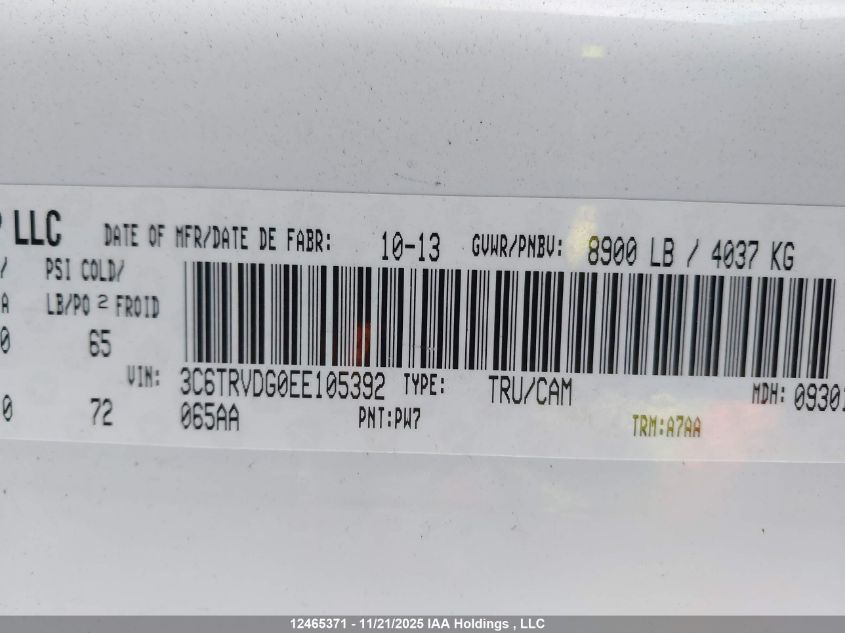 LLC DATE OF MFR/DATE DE FABR: 10-13 GVWR/PNBV: 8900 LB / 4037 KG
/ PSI COLD/
A LB/PO 2 FROID
0 65
VIN: 3C6TRVDG0EE105392 TYPE: TRU/CAM MDH: 09301
0 72 065AA PNT:PW7 TRM:A7AA
12465371 - 11/21/2025 IAA Holdings , LLC